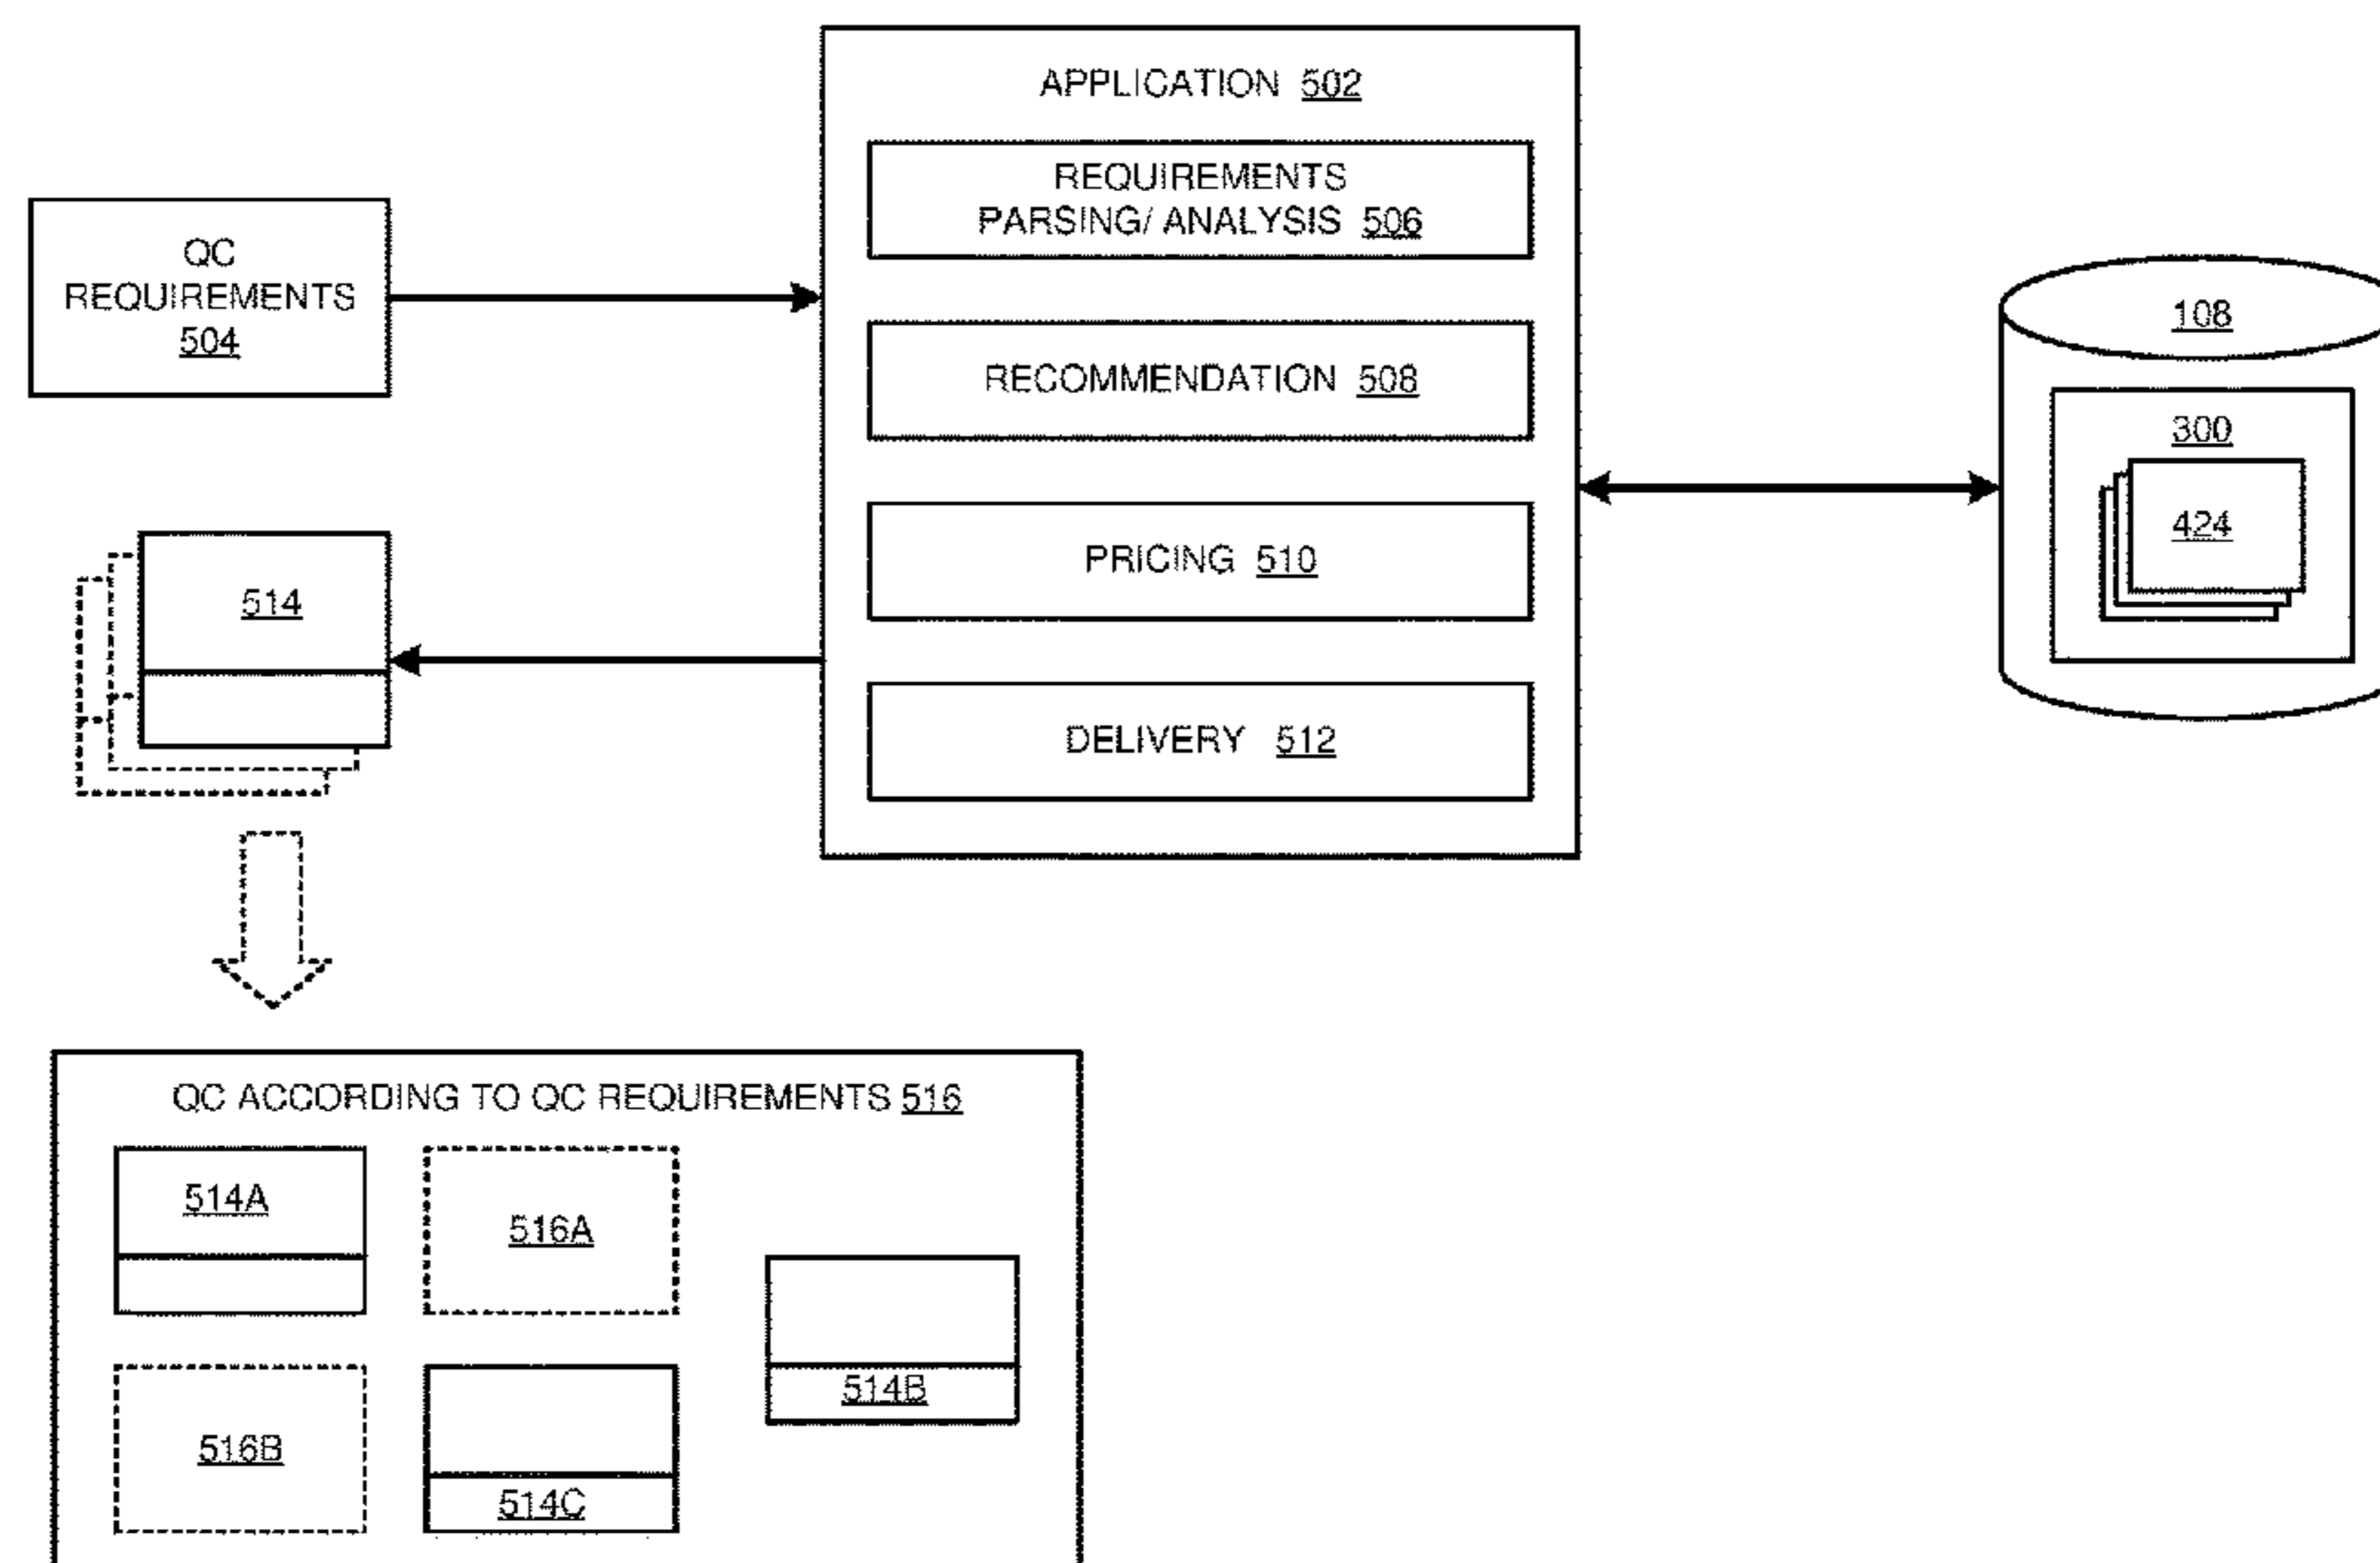 APPLICATION 502
REQUIREMENTS
PARSING/ ANALYSIS 506
QC
REQUIREMENTS
504
RECOMMENDATION 508
PRICING 510
DELIVERY 512
108
300
424
514
QC ACCORDING TO QC REQUIREMENTS 516
514A
516A
514B
516B
514C